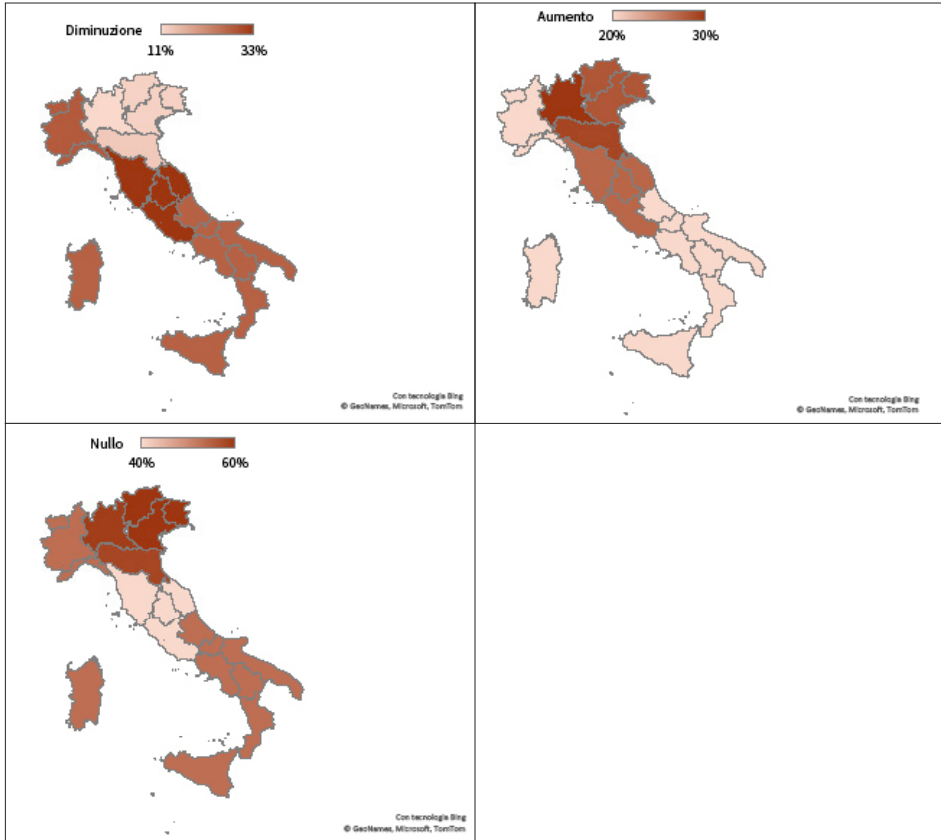 Diminuzione
11% 33%
Con tecnologia Bing
© GeoNames, Microsoft, TomTom
Aumento
20% 30%
Con tecnologia Bing
© GeoNames, Microsoft, TomTom
Nullo
40% 60%
Con tecnologia Bing
© GeoNames, Microsoft, TomTom